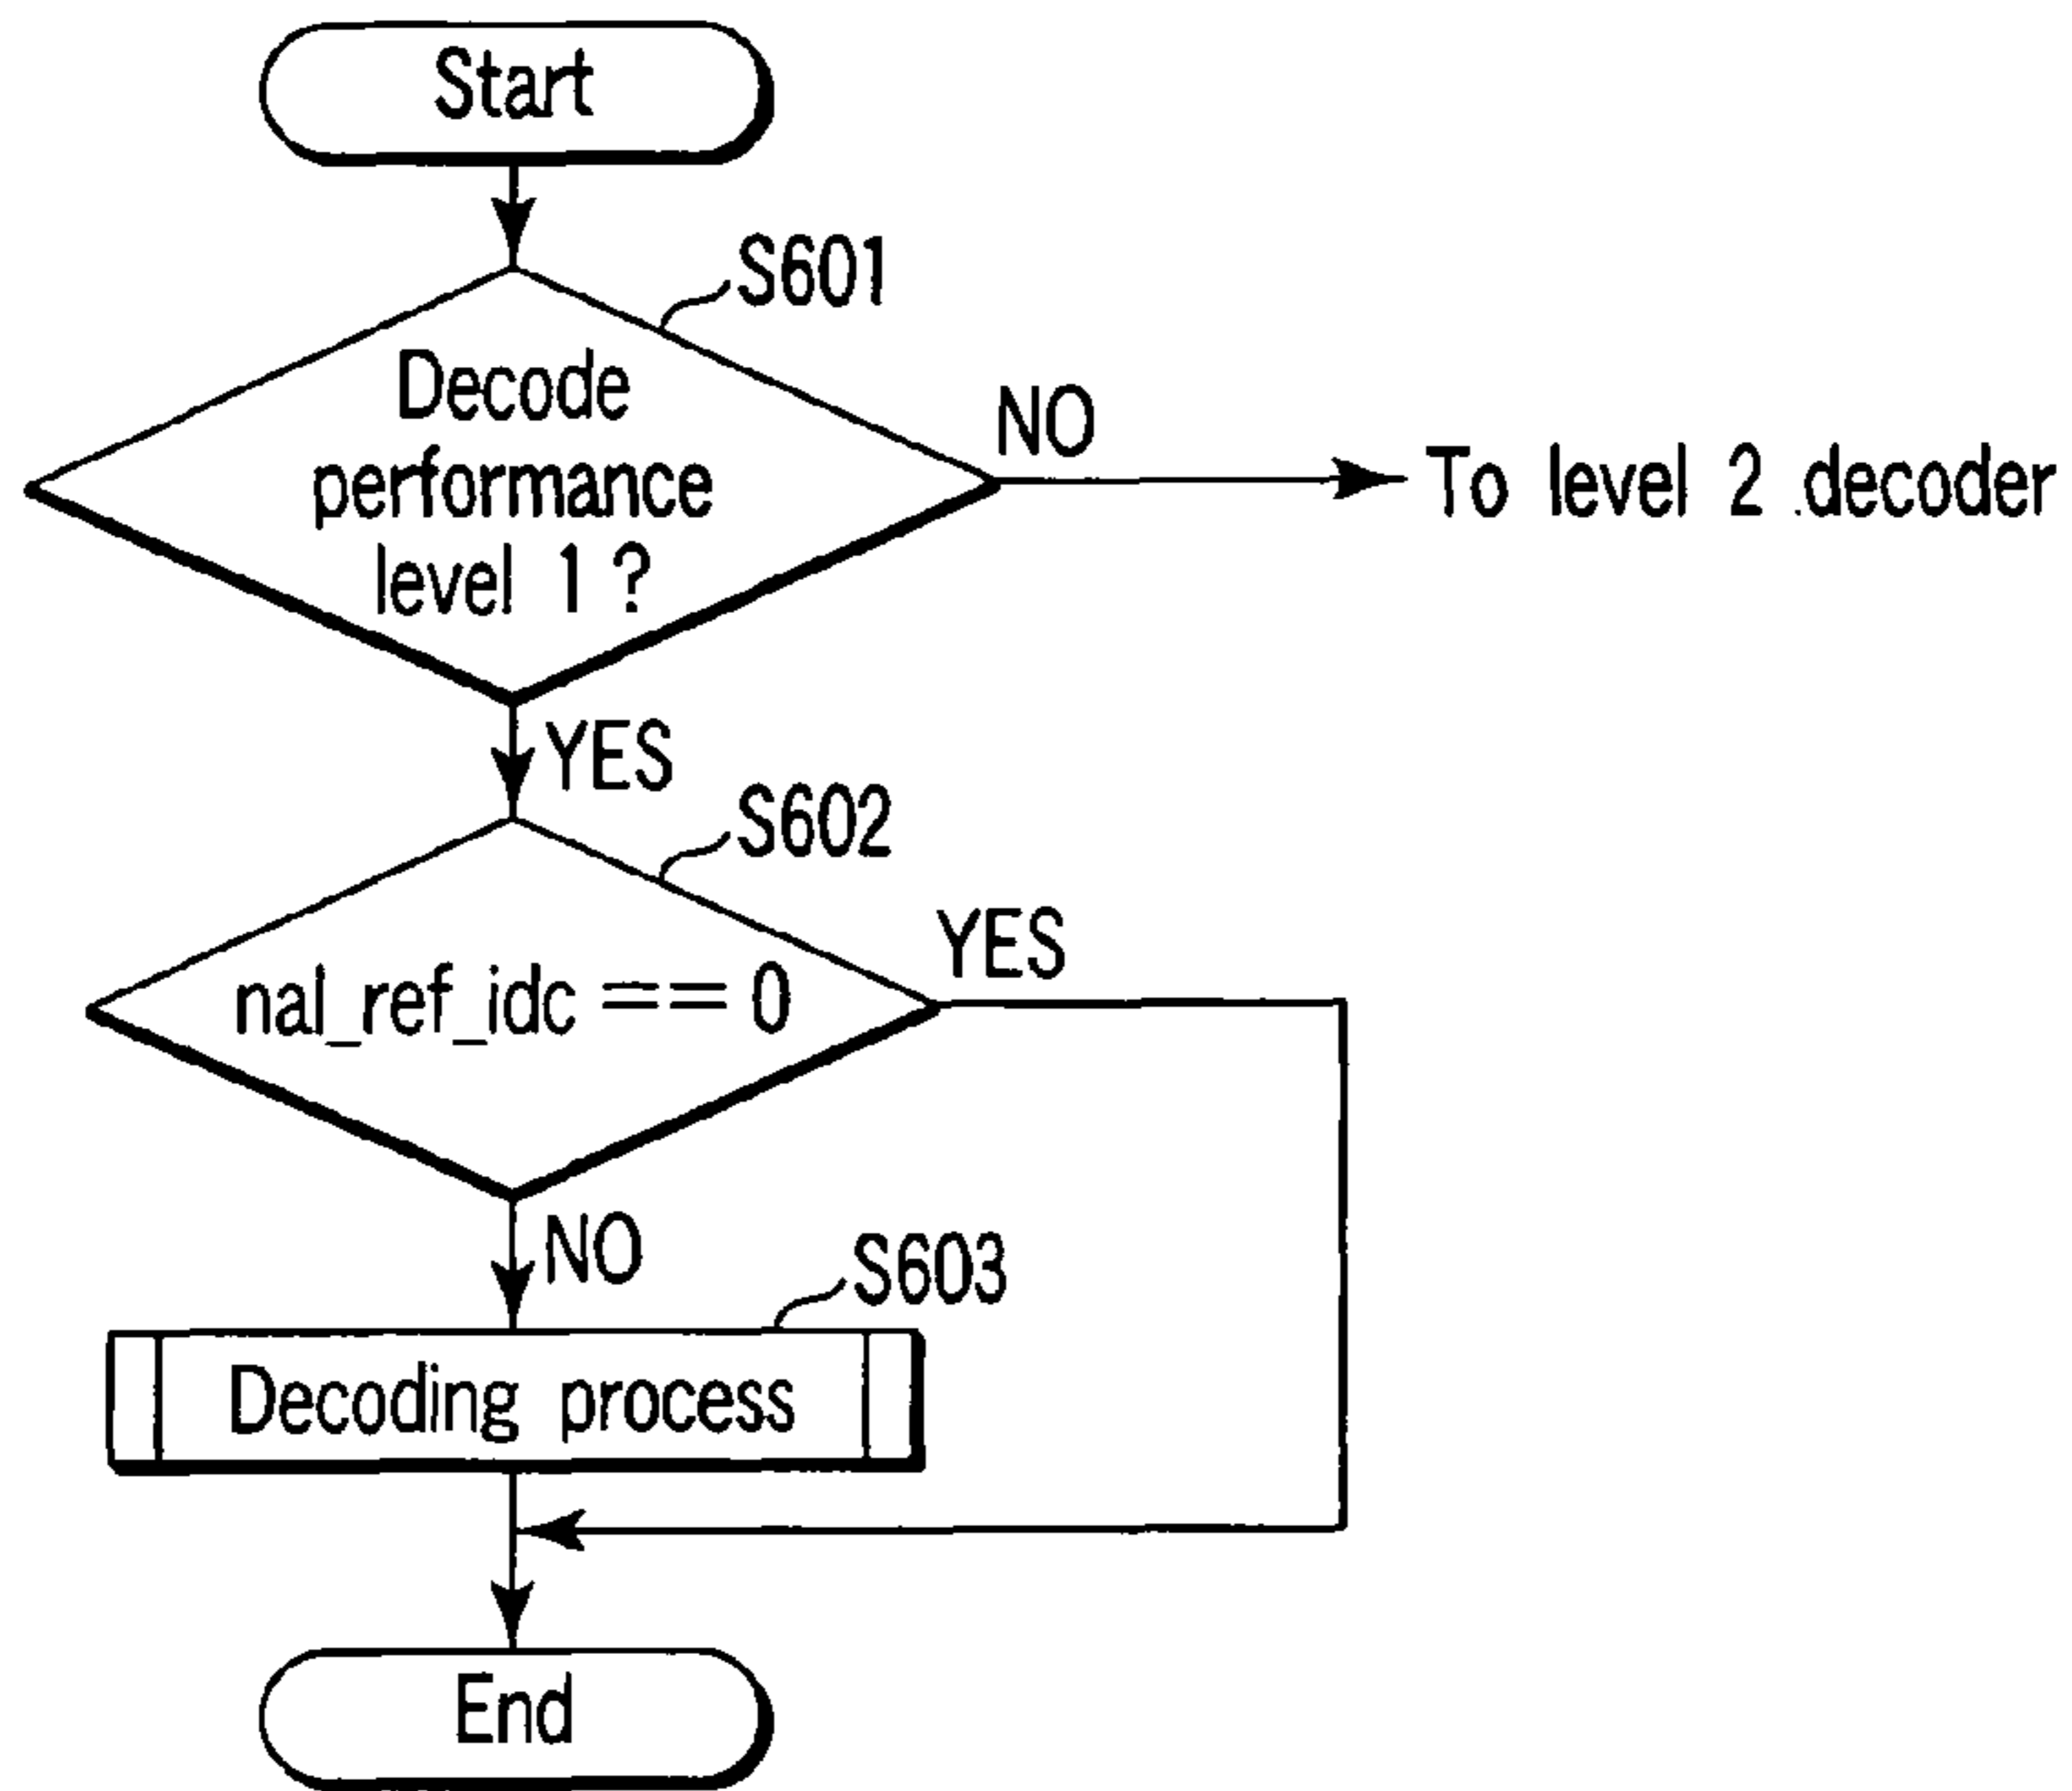 Start
S601
Decode
performance
level 1 ?
NO
To level 2 decoder
YES
S602
nal_ref_idc == 0
YES
NO
S603
Decoding process
End